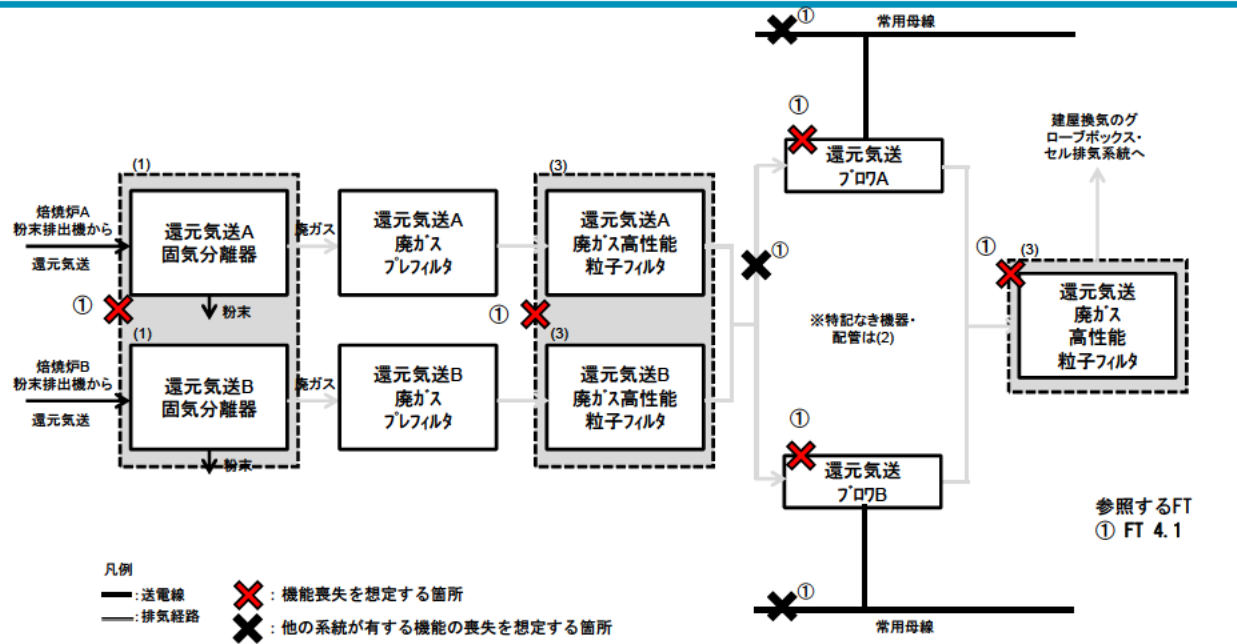 ①
常用母線
①
還元気送
ブロワA
建屋換気のグ
ローブボックス・
セル排気系統へ
(1)
焙焼炉A
粉末排出機から
還元気送
還元気送A
固気分離器
粉末
廃ガス
還元気送A
廃ガス
プレフィルタ
(3)
還元気送A
廃ガス高性能
粒子フィルタ
①
①
①
①
(3)
還元気送
廃ガス
高性能
粒子フィルタ
※特記なき機器・
配管は(2)
(1)
焙焼炉B
粉末排出機から
還元気送
還元気送B
固気分離器
粉末
廃ガス
還元気送B
廃ガス
プレフィルタ
(3)
還元気送B
廃ガス高性能
粒子フィルタ
①
還元気送
ブロワB
参照するFT
① FT 4.1
①
常用母線
凡例
:送電線
:排気経路
: 機能喪失を想定する箇所
: 他の系統が有する機能の喪失を想定する箇所